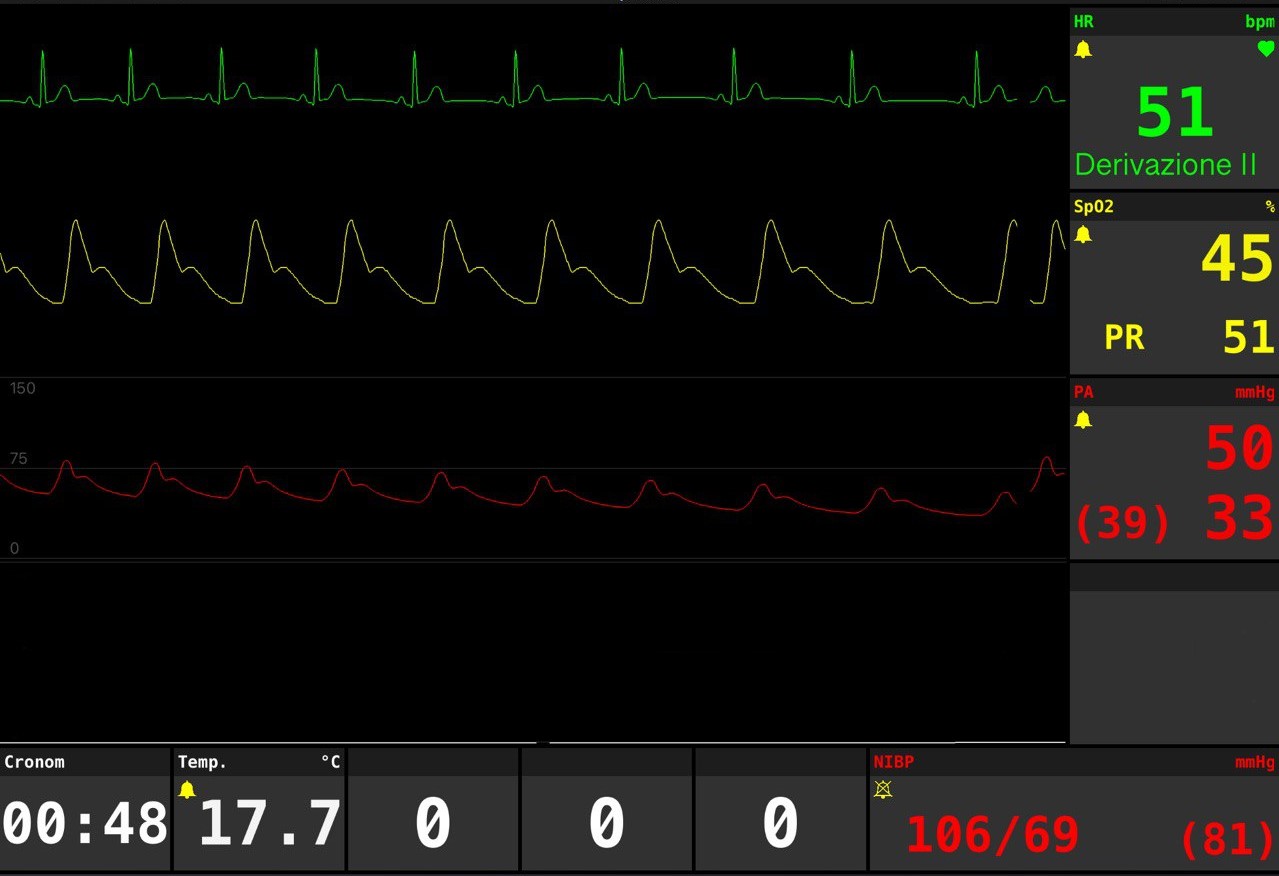 HR bpm
51
Derivazione II
SpO2 %
45
PR 51
150
75
0
PA mmHg
50
(39) 33
Cronom
00:48
Temp. °C
17.7
0
0
0
NIBP mmHg
106/69 (81)